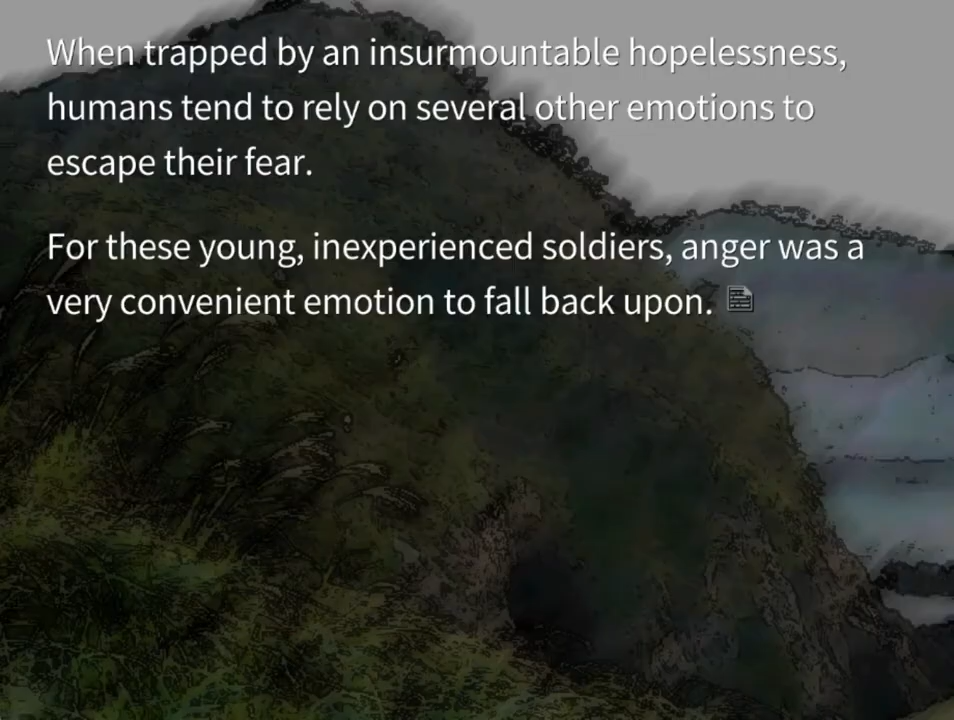 When trapped by an insurmountable hopelessness,
humans tend to rely on several other emotions to
escape their fear.
For these young, inexperienced soldiers, anger was a
very convenient emotion to fall back upon.